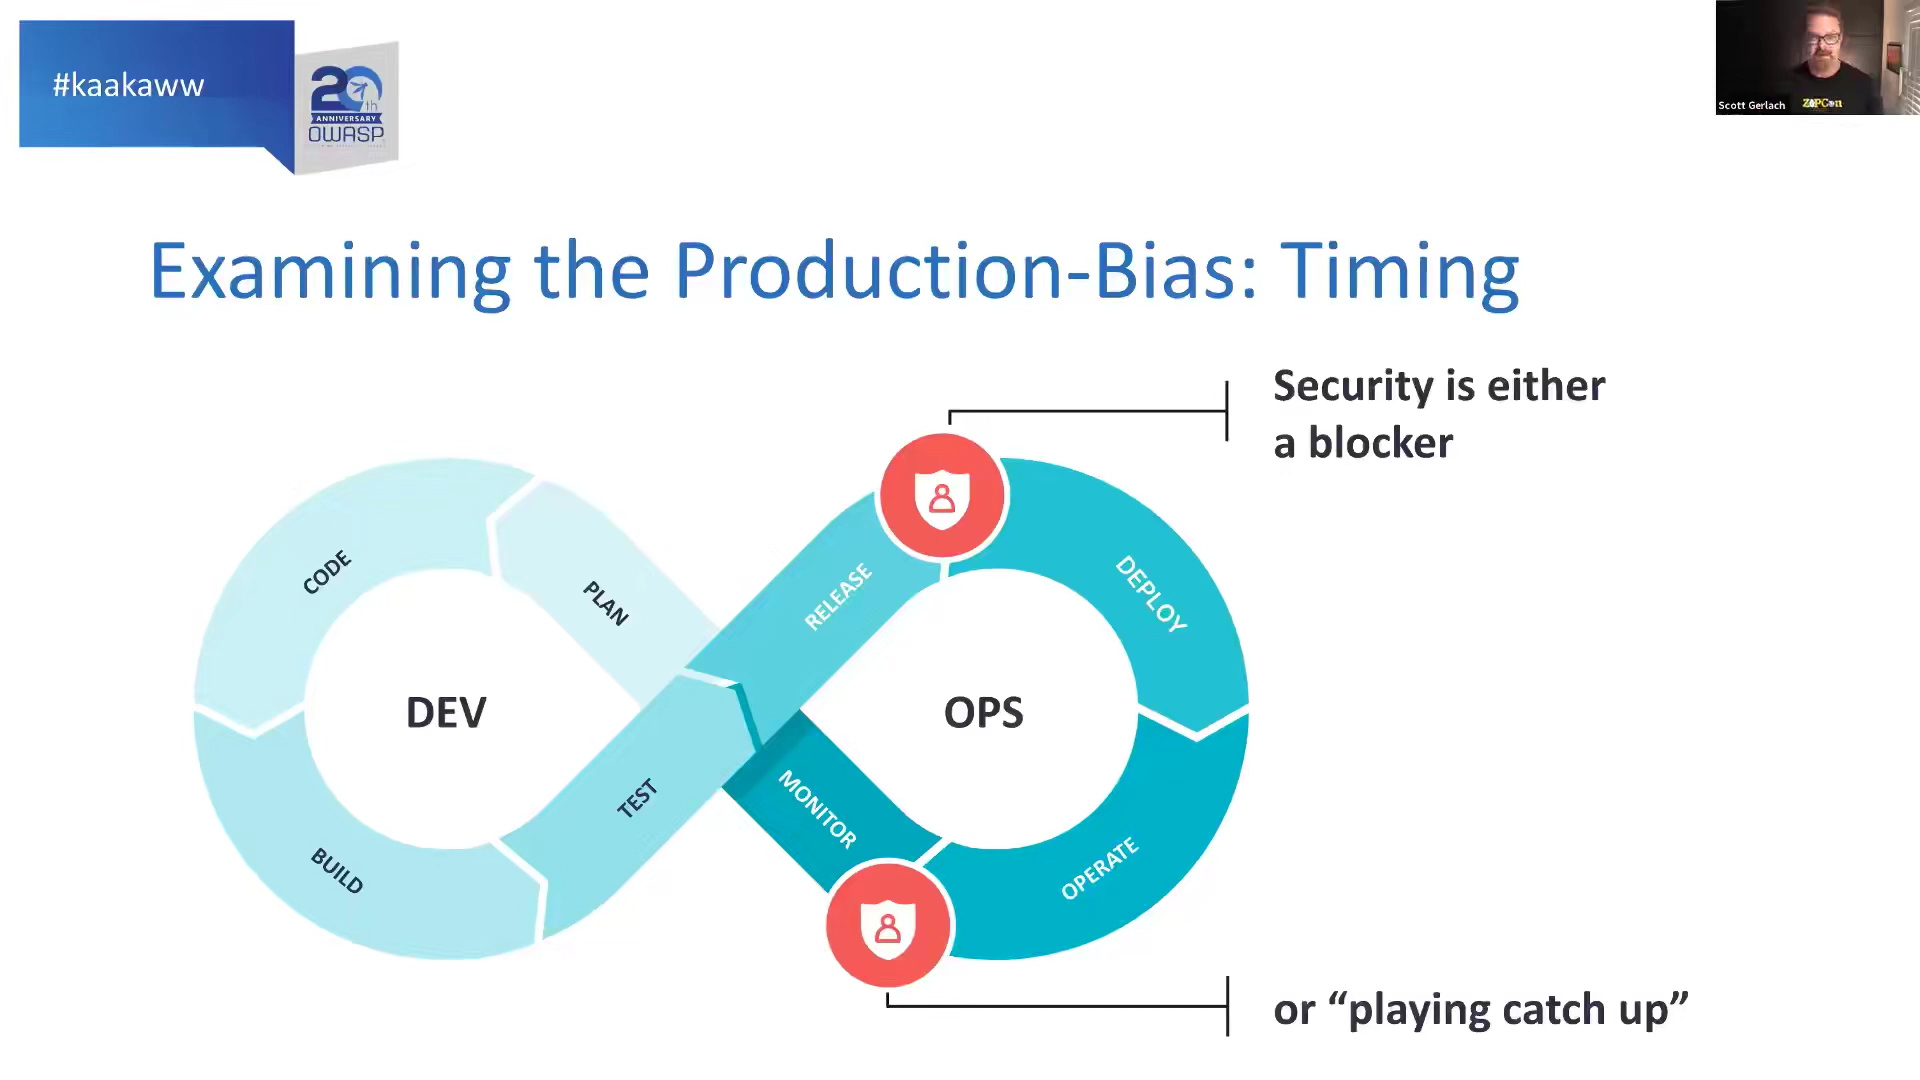 #kaakaww
20th
ANNIVERSARY
OWASP
Scott Gerlach
ZAPCon
Examining the Production-Bias: Timing
Security is either
a blocker
CODE
PLAN
RELEASE
DEPLOY
DEV
OPS
BUILD
TEST
MONITOR
OPERATE
or “playing catch up”